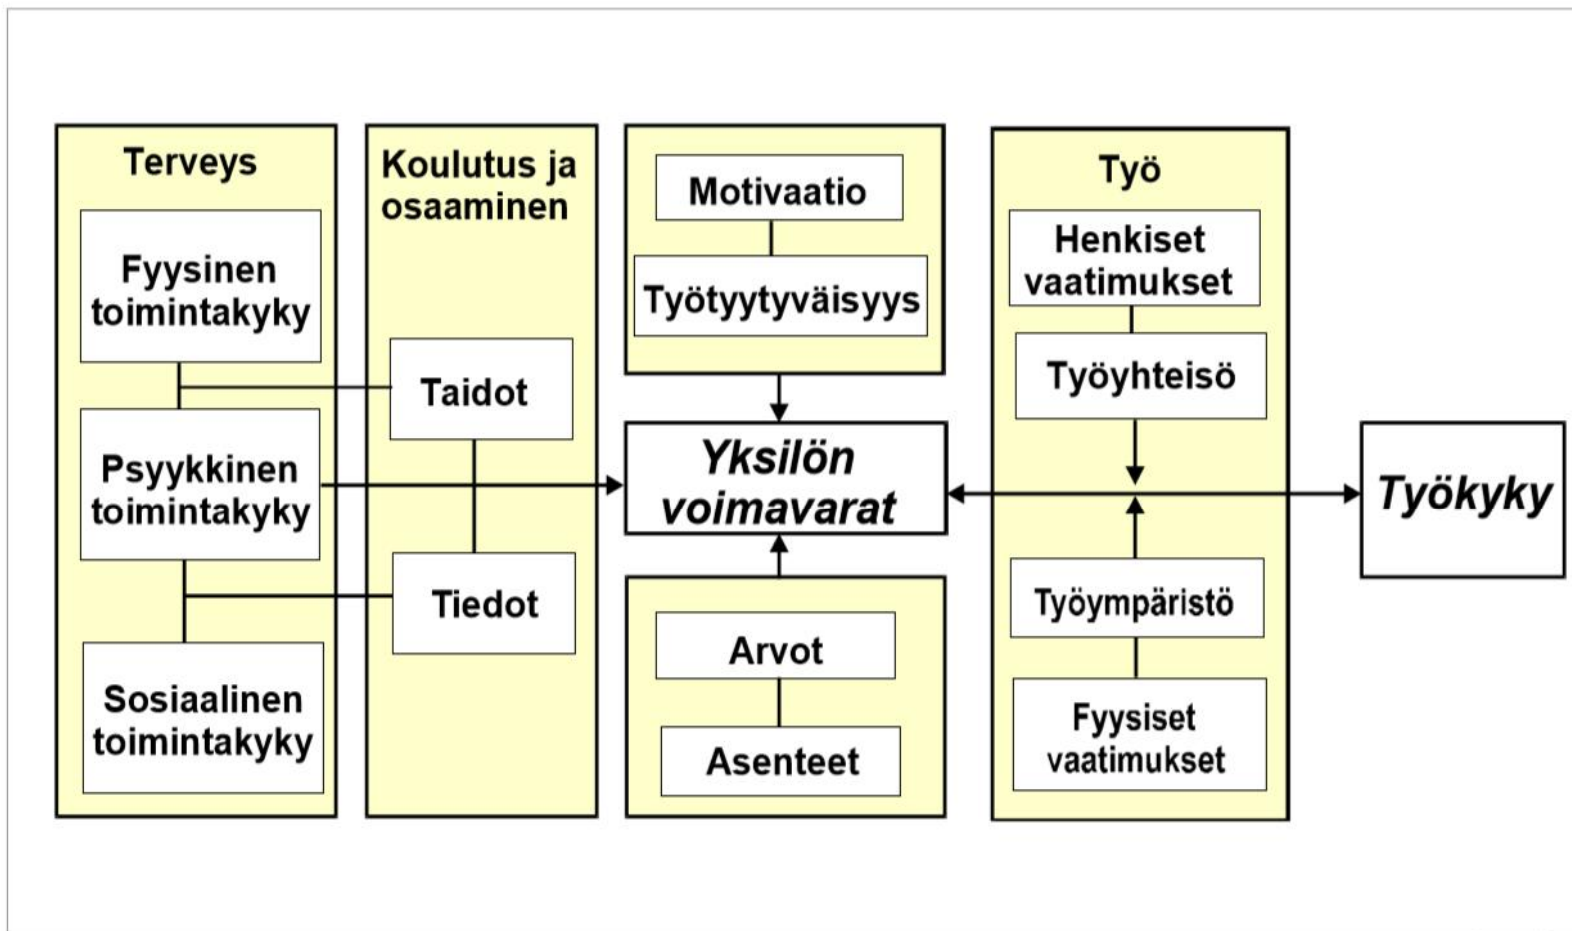 Terveys
Fyysinen
toimintakyky
Psyykkinen
toimintakyky
Sosiaalinen
toimintakyky
Koulutus ja
osaaminen
Taidot
Tiedot
Motivaatio
Työtyytyväisyys
Yksilön
voimavarat
Arvot
Asenteet
Työ
Henkiset
vaatimukset
Työyhteisö
Työympäristö
Fyysiset
vaatimukset
Työkyky